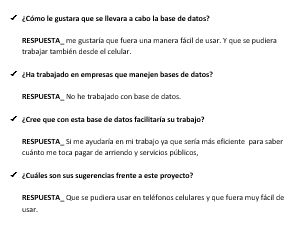 ✓ ¿Cómo le gustara que se llevara a cabo la base de datos?
RESPUESTA_ me gustaría que fuera una manera fácil de usar. Y que se pudiera
trabajar también desde el celular.
✓ ¿Ha trabajado en empresas que manejen bases de datos?
RESPUESTA_ No he trabajado con base de datos.
✓ ¿Cree que con esta base de datos facilitaría su trabajo?
RESPUESTA_ Si me ayudaría en mi trabajo ya que sería más eficiente para saber
cuánto me toca pagar de arriendo y servicios públicos,
✓ ¿Cuáles son sus sugerencias frente a este proyecto?
RESPUESTA_ Que se pudiera usar en teléfonos celulares y que fuera muy fácil de
usar.